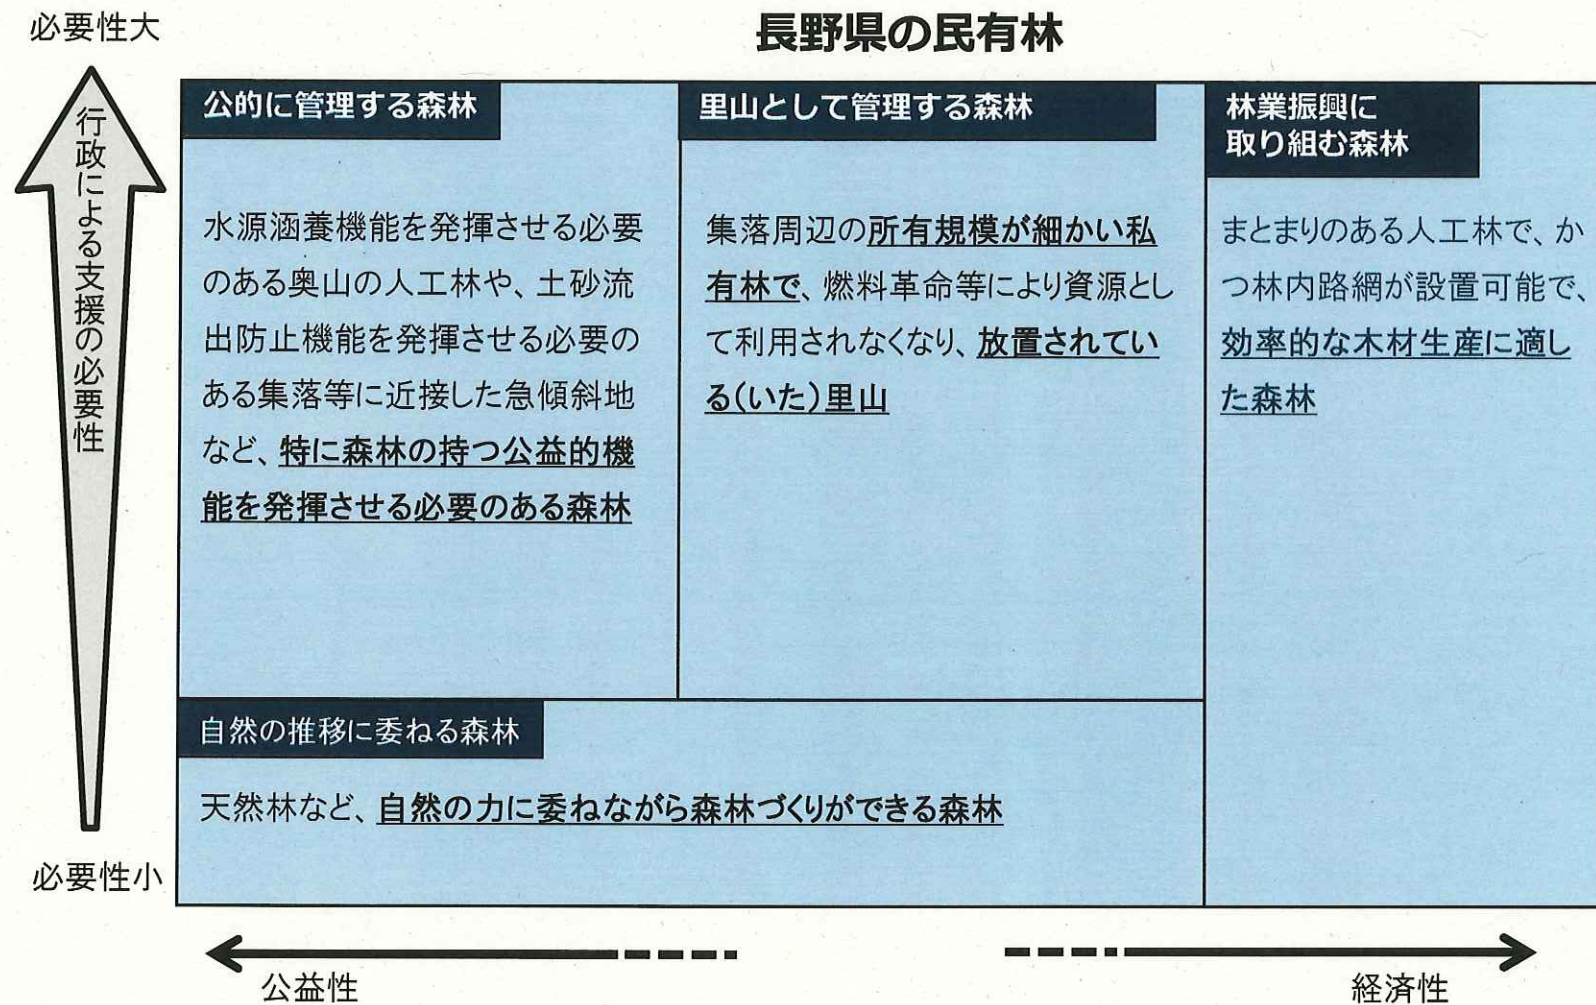 必要性大
長野県の民有林
行政による支援の必要性
公的に管理する森林
水源涵養機能を発揮させる必要
のある奥山の人工林や、土砂流
出防止機能を発揮させる必要の
ある集落等に近接した急傾斜地
など、特に森林の持つ公益的機
能を発揮させる必要のある森林
里山として管理する森林
集落周辺の所有規模が細かい私
有林で、燃料革命等により資源とし
て利用されなくなり、放置されてい
る(いた)里山
林業振興に
取り組む森林
まとまりのある人工林で、か
つ林内路網が設置可能で、
効率的な木材生産に適し
た森林
自然の推移に委ねる森林
天然林など、自然の力に委ねながら森林づくりができる森林
必要性小
公益性
経済性